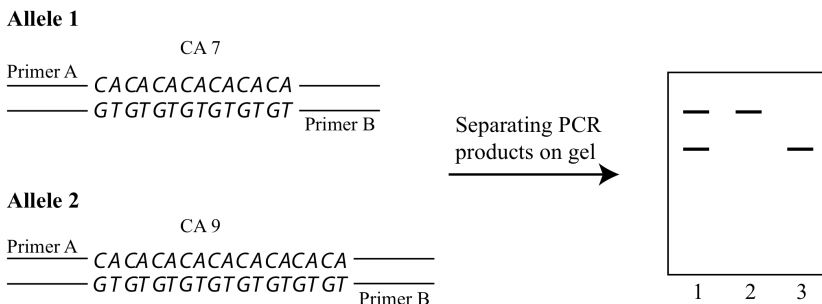 Allele 1
CA 7
Primer A
CACACACACACACA
GTGTGTGTGTGTGT
Primer B
Separating PCR
products on gel
Allele 2
CA 9
Primer A
CACACACACACACACACA
GTGTGTGTGTGTGTGTGT
Primer B
1 2 3